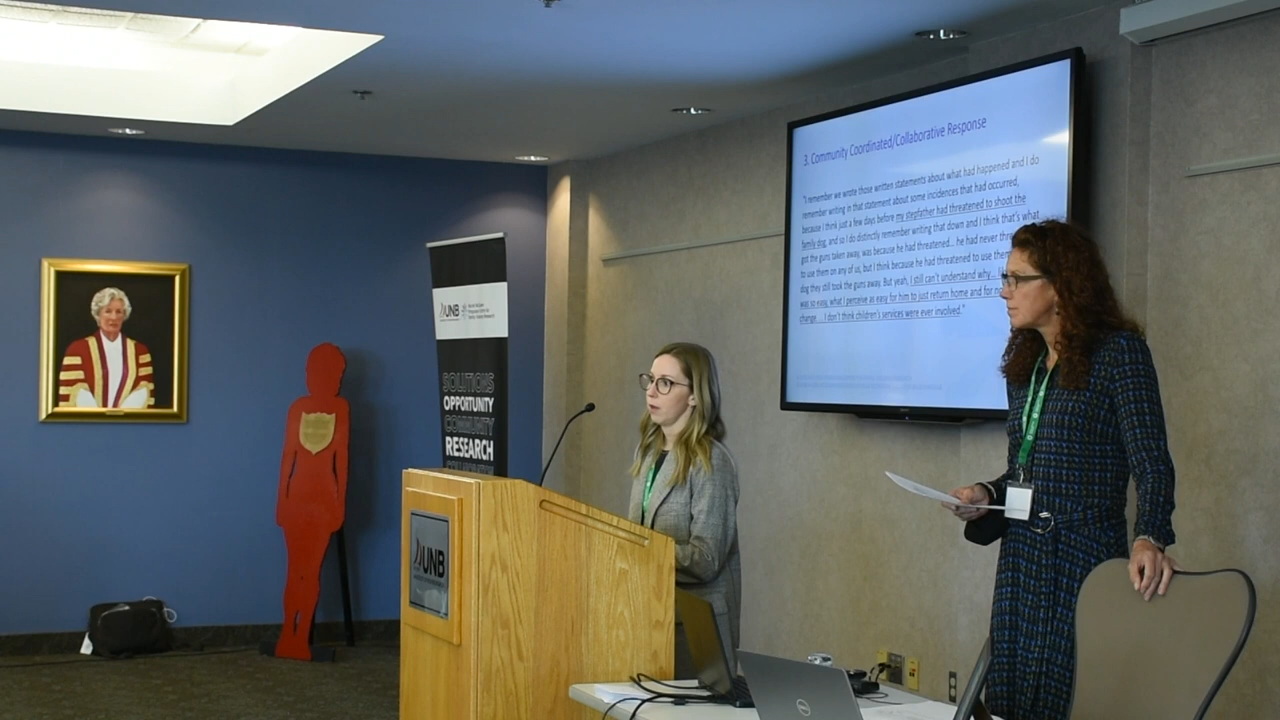 3. Community Coordinated/Collaborative Response
"I remember we wrote those written statements about what had happened and I do
remember writing in that statement about some incidences that had occurred,
because I think just a few days before my stepfather had threatened to shoot the
family dog, and so I do distinctly remember writing that down and I think that's what
got the guns taken away, was because he had threatened... he had never
to use them on any of us, but I think because he had threatened to use
dog they still took the guns away. But yeah, I still can't understand why...
was so easy, what I perceive as easy for him to just return home and for
change. ... I don't think children's services were ever involved."
UNB
SOLUTIONS
OPPORTUNITY
COMMUNITY
RESEARCH
UNB
DELL